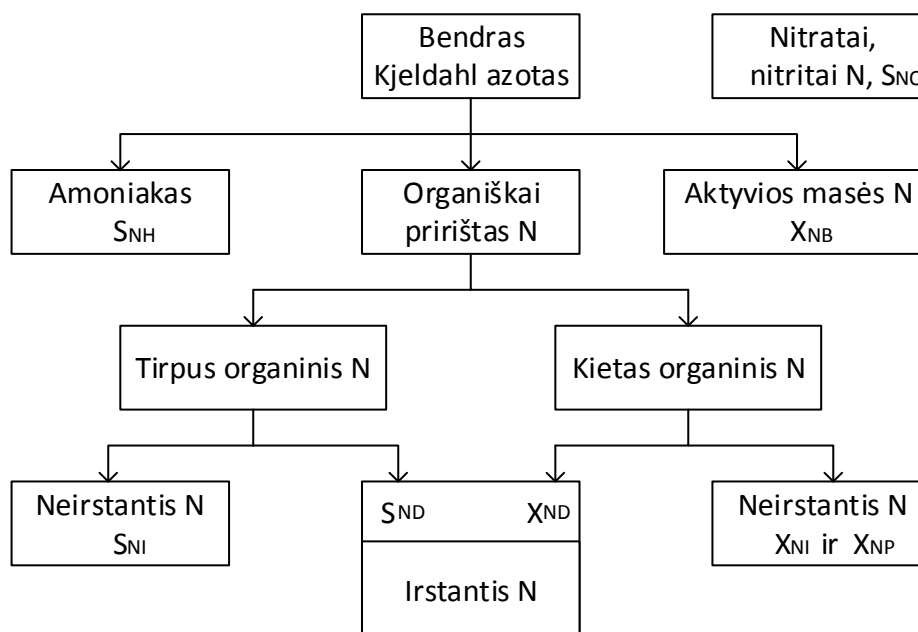 Bendras
Kjeldahl azotas
Nitratai,
nitritai N, SNO
Amoniakas
SNH
Organiškai
pririštas N
Aktyvios masės N
XNB
Tirpus organinis N
Kietas organinis N
Neirstantis N
SNI
SND XND
Irstantis N
Neirstantis N
XNI ir XNP